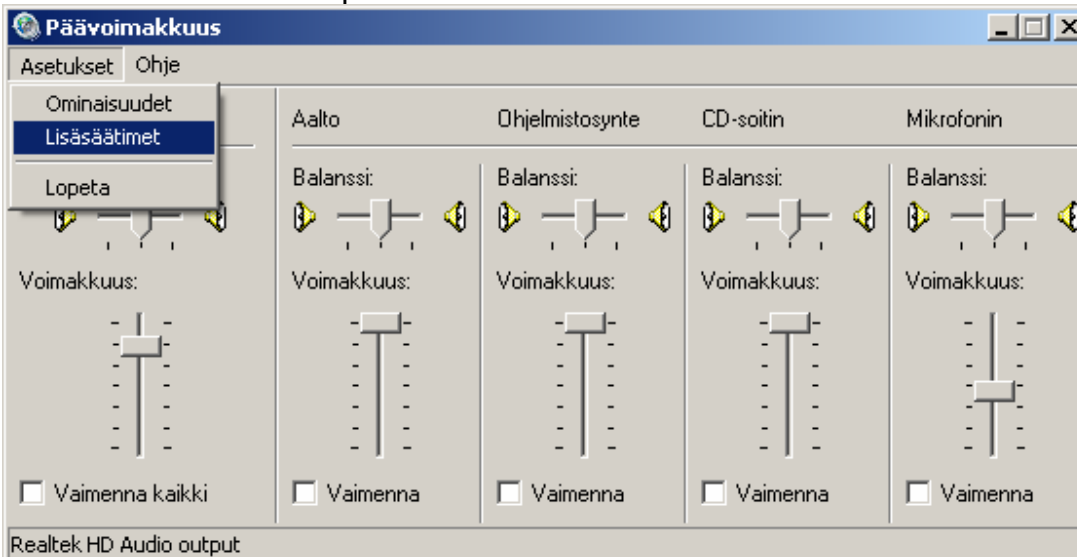 Päävoimakkuus
Asetukset Ohje
Ominaisuudet
Lisäsäätimet
Lopeta
Aalto Ohjelmistosynte CD-soitin Mikrofonin
Balanssi: Balanssi: Balanssi: Balanssi:
Voimakkuus: Voimakkuus: Voimakkuus: Voimakkuus: Voimakkuus:
Vaimenna kaikki Vaimenna Vaimenna Vaimenna Vaimenna
Realtek HD Audio output